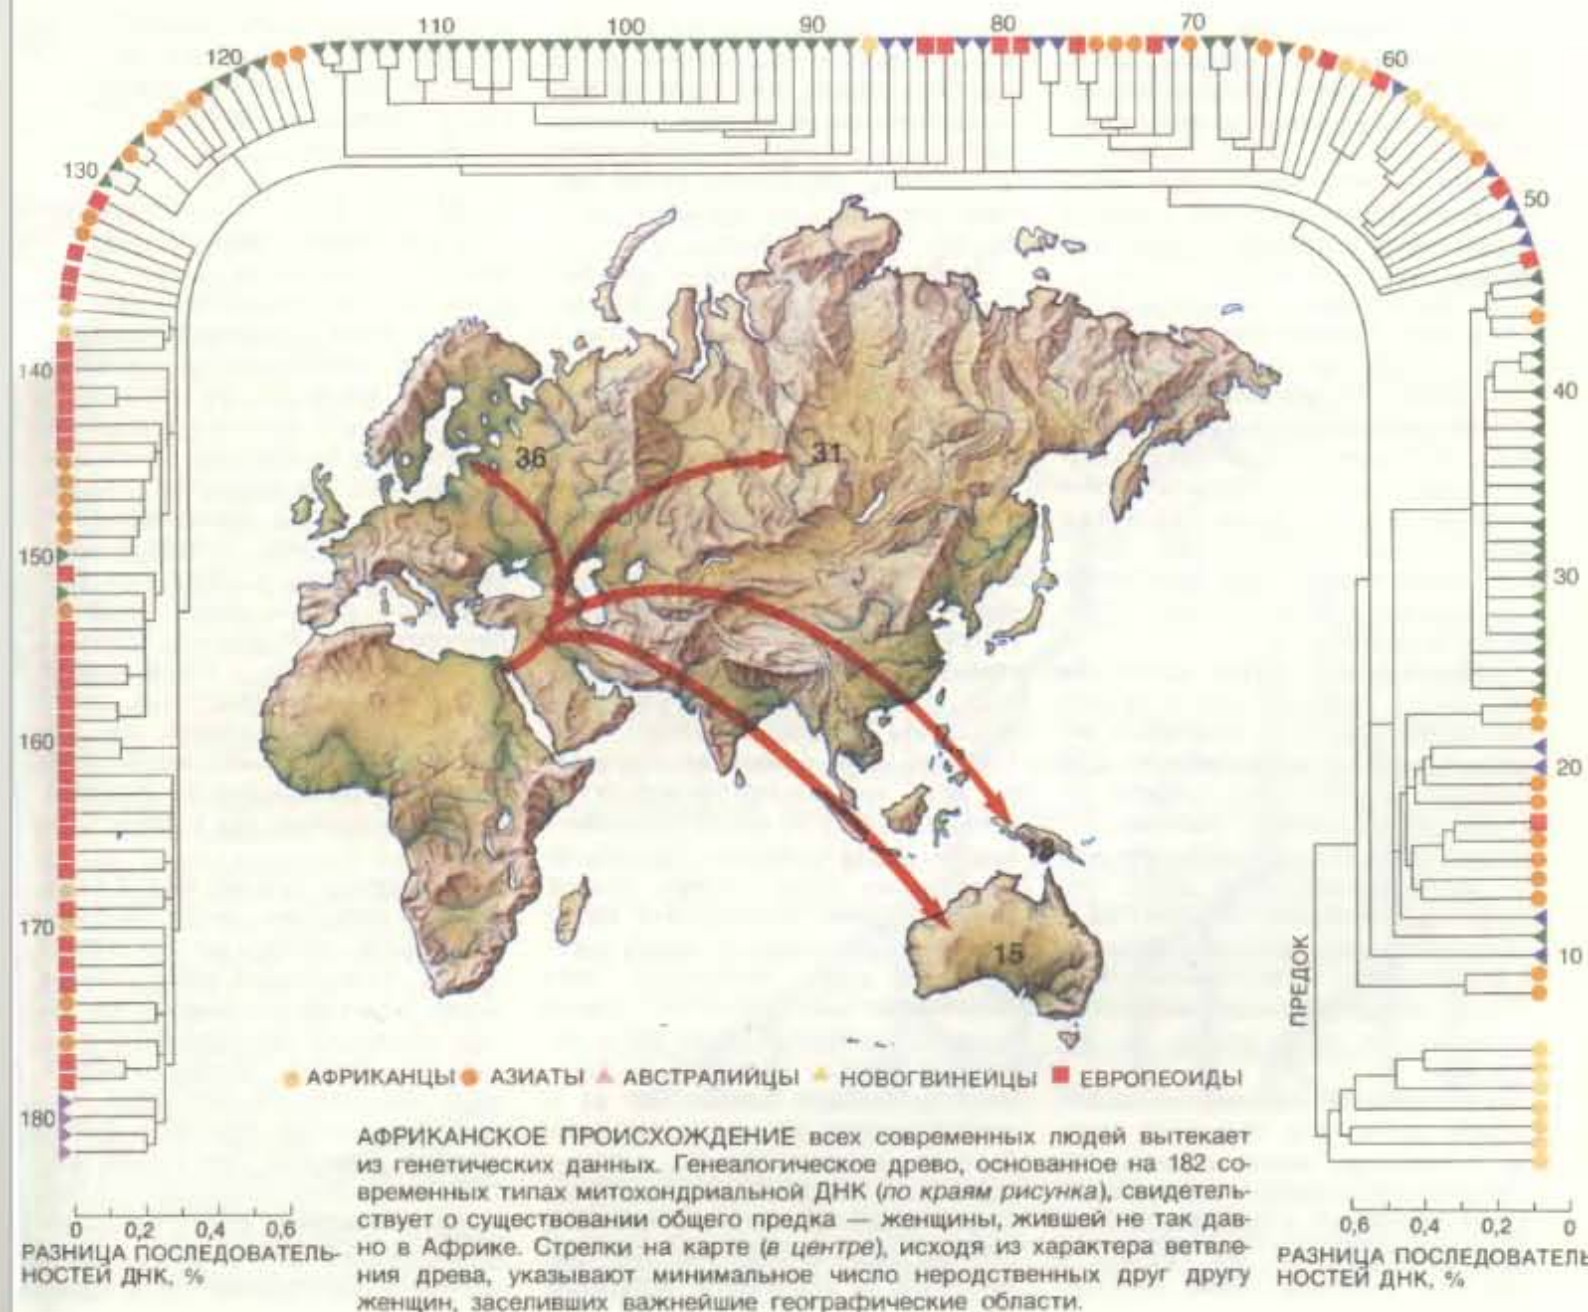 110 100 90 80 70
120 60
130 50
140 40
150 30
160 20
170 10
180
36 31
18
15
ПРЕДОК
АФРИКАНЦЫ АЗИАТЫ АВСТРАЛИЙЦЫ НОВОГВИНЕЙЦЫ ЕВРОПЕОИДЫ
АФРИКАНСКОЕ ПРОИСХОЖДЕНИЕ всех современных людей вытекает
из генетических данных. Генеалогическое древо, основанное на 182 со-
временных типах митохондриальной ДНК (по краям рисунка), свидетель-
ствует о существовании общего предка — женщины, жившей не так дав-
но в Африке. Стрелки на карте (в центре), исходя из характера ветвле-
ния древа, указывают минимальное число неродственных друг другу
женщин, заселивших важнейшие географические области.
0 0,2 0,4 0,6
РАЗНИЦА ПОСЛЕДОВАТЕЛЬ-
НОСТЕЙ ДНК, %
0,6 0,4 0,2 0
РАЗНИЦА ПОСЛЕДОВАТЕЛЬ
НОСТЕЙ ДНК, %